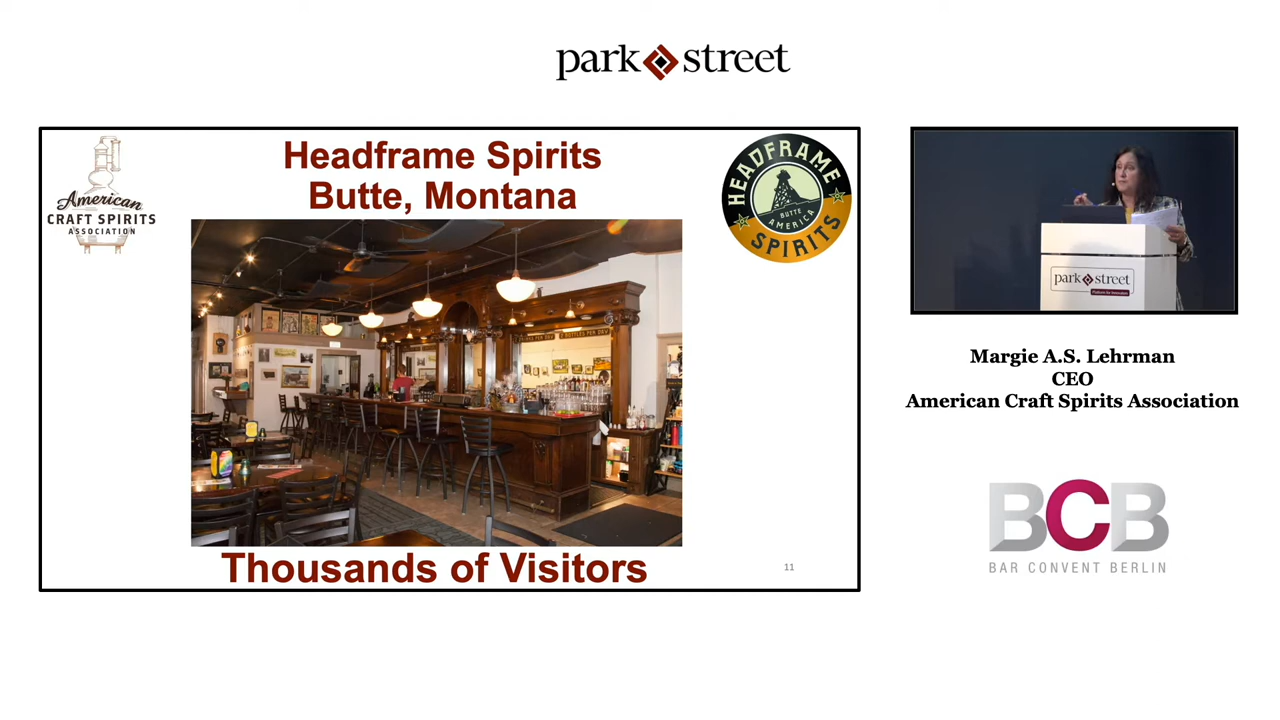 park street
American
CRAFT SPIRITS
ASSOCIATION
Headframe Spirits
Butte, Montana
HEADFRAME
BUTTE
AMERICA
SPIRITS
Thousands of Visitors
11
park street
Margie A.S. Lehrman
CEO
American Craft Spirits Association
BCB
BAR CONVENT BERLIN